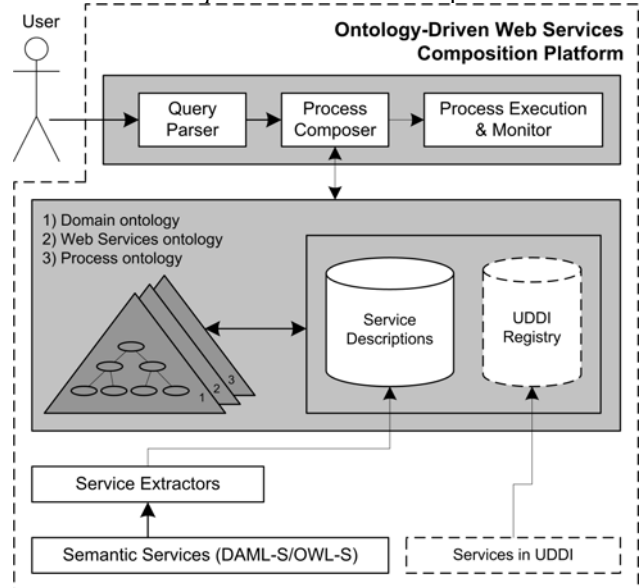 User
Ontology-Driven Web Services
Composition Platform
Query
Parser
Process
Composer
Process Execution
& Monitor
1) Domain ontology
2) Web Services ontology
3) Process ontology
Service
Descriptions
UDDI
Registry
1
2
3
Service Extractors
Semantic Services (DAML-S/OWL-S)
Services in UDDI